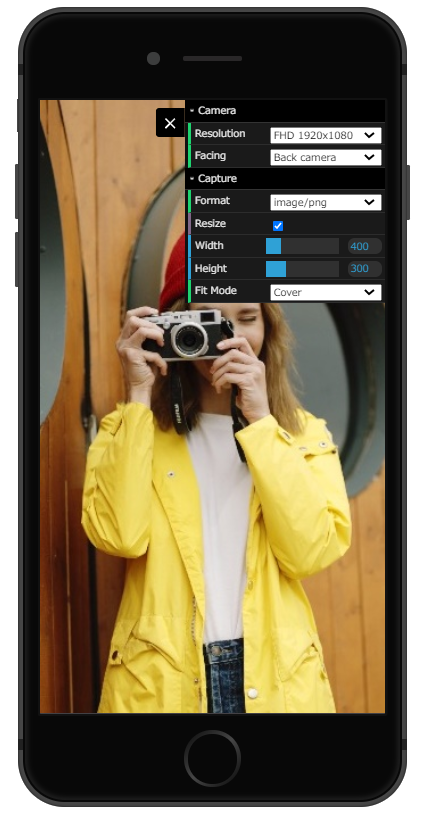 Camera
Resolution FHD 1920x1080
Facing Back camera
Capture
Format image/png
Resize
Width 400
Height 300
Fit Mode Cover